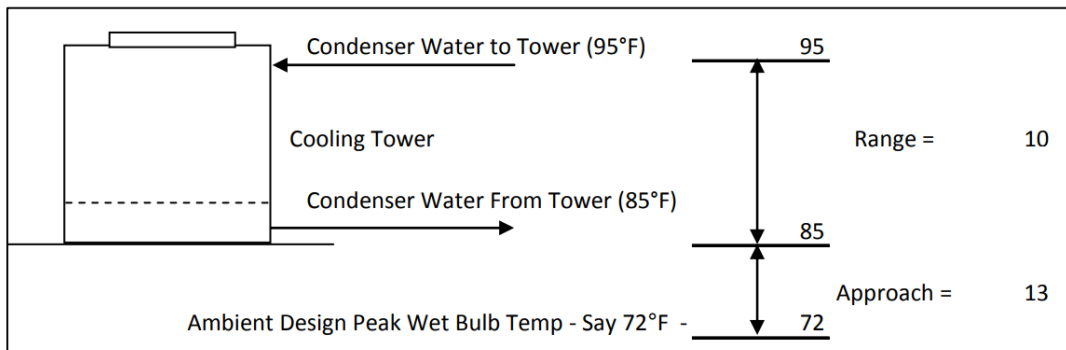 Condenser Water to Tower (95°F) 95
Cooling Tower Range = 10
Condenser Water From Tower (85°F)
85
Approach = 13
Ambient Design Peak Wet Bulb Temp - Say 72°F - 72